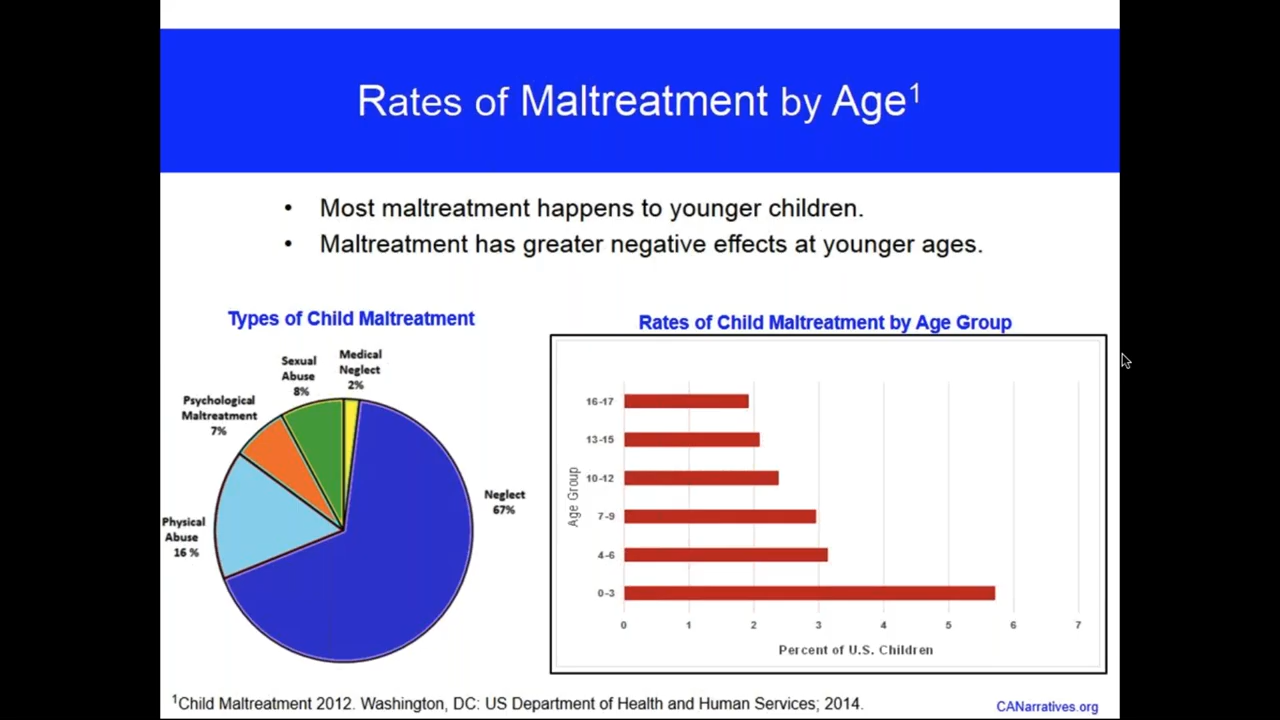 Rates of Maltreatment by Age¹
• Most maltreatment happens to younger children.
• Maltreatment has greater negative effects at younger ages.
Types of Child Maltreatment
Medical
Neglect
2%
Sexual
Abuse
8%
Psychological
Maltreatment
7%
Physical
Abuse
16 %
Neglect
67%
Rates of Child Maltreatment by Age Group
Age Group
16-17
13-15
10-12
7-9
4-6
0-3
0 1 2 3 4 5 6 7
Percent of U.S. Children
¹Child Maltreatment 2012. Washington, DC: US Department of Health and Human Services; 2014.
CANarratives.org